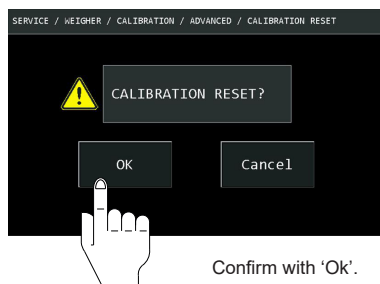 SERVICE / WEIGHER / CALIBRATION / ADVANCED / CALIBRATION RESET
CALIBRATION RESET?
OK
Cancel
Confirm with ‘Ok’.